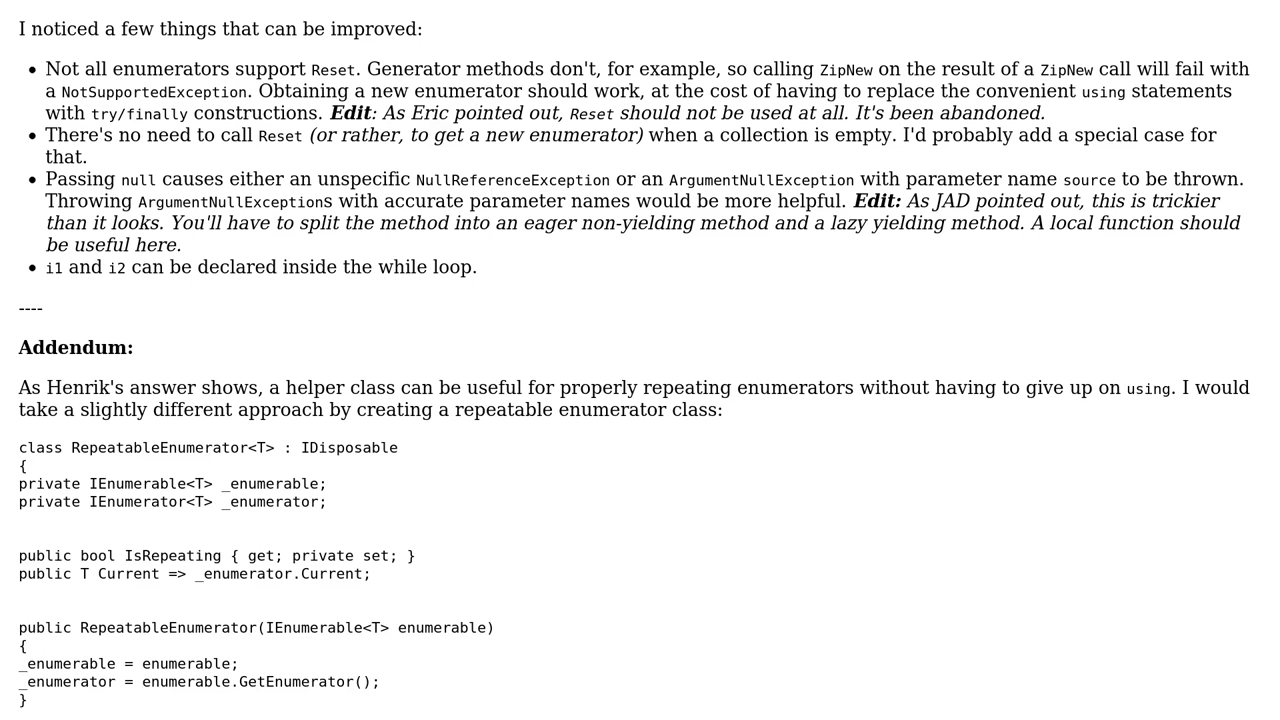 I noticed a few things that can be improved:
• Not all enumerators support Reset. Generator methods don't, for example, so calling ZipNew on the result of a ZipNew call will fail with
a NotSupportedException. Obtaining a new enumerator should work, at the cost of having to replace the convenient using statements
with try/finally constructions. Edit: As Eric pointed out, Reset should not be used at all. It's been abandoned.
• There's no need to call Reset (or rather, to get a new enumerator) when a collection is empty. I'd probably add a special case for
that.
• Passing null causes either an unspecific NullReferenceException or an ArgumentNullException with parameter name source to be thrown.
Throwing ArgumentNullExceptions with accurate parameter names would be more helpful. Edit: As JAD pointed out, this is trickier
than it looks. You'll have to split the method into an eager non-yielding method and a lazy yielding method. A local function should
be useful here.
• i1 and i2 can be declared inside the while loop.
----
Addendum:
As Henrik's answer shows, a helper class can be useful for properly repeating enumerators without having to give up on using. I would
take a slightly different approach by creating a repeatable enumerator class:
class RepeatableEnumerator<T> : IDisposable
{
private IEnumerable<T> _enumerable;
private IEnumerator<T> _enumerator;
public bool IsRepeating { get; private set; }
public T Current => _enumerator.Current;
public RepeatableEnumerator(IEnumerable<T> enumerable)
{
_enumerable = enumerable;
_enumerator = enumerable.GetEnumerator();
}